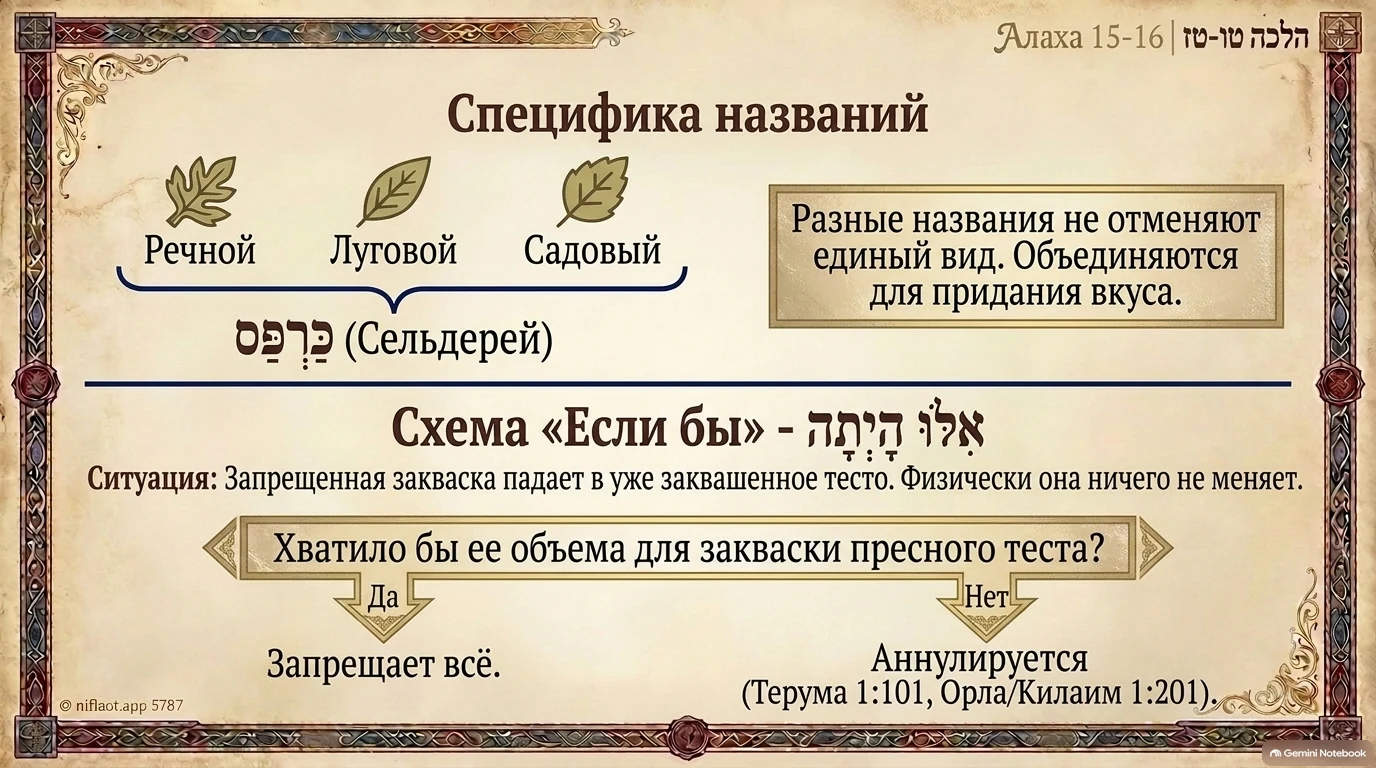 Алаха 15-16 | הלכה טו-טז
Специфика названий
Речной Луговой Садовый
כַּרְפַּס (Сельдерей)
Разные названия не отменяют
единый вид. Объединяются
для придания вкуса.
Схема «Если бы» - אִלּוּ הָיְתָה
Ситуация: Запрещенная закваска падает в уже заквашенное тесто. Физически она ничего не меняет.
Хватило бы ее объема для закваски пресного теста?
Да
Нет
Запрещает всё.
Аннулируется
(Терума 1:101, Орла/Килаим 1:201).
© niflaot.app 5787
Gemini Notebook